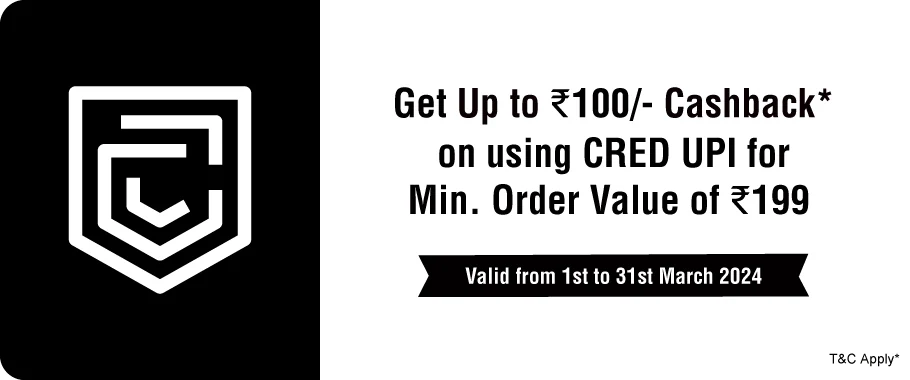 Get Up to ₹100/- Cashback*
on using CRED UPI for
Min. Order Value of ₹199
Valid from 1st to 31st March 2024
T&C Apply*